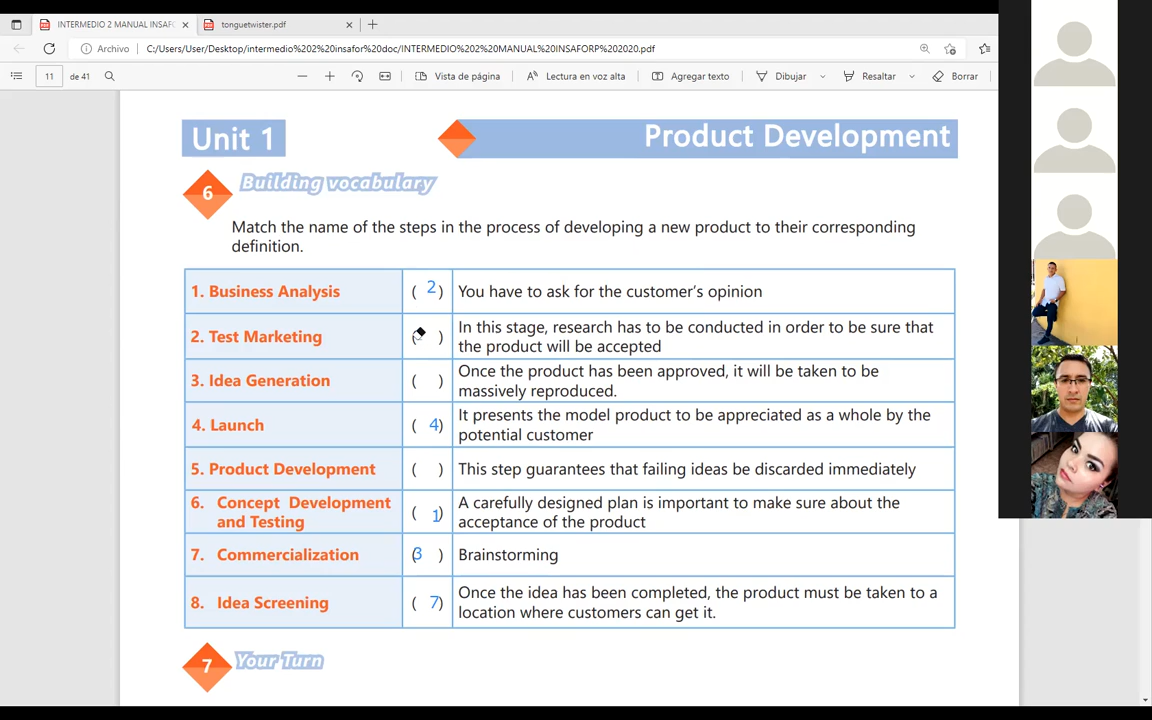 INTERMEDIO 2 MANUAL INSAFO
tonguetwister.pdf
Archivo
C:/Users/User/Desktop/intermedio%202%20insafor%20doc/INTERMEDIO%202%20MANUAL%20INSAFORP%202020.pdf
11 de 41
Vista de página
Lectura en voz alta
Agregar texto
Dibujar
Resaltar
Borrar
Unit 1
Product Development
6 Building vocabulary
Match the name of the steps in the process of developing a new product to their corresponding
definition.
1. Business Analysis ( 2 ) You have to ask for the customer's opinion
2. Test Marketing ( ) In this stage, research has to be conducted in order to be sure that
the product will be accepted
3. Idea Generation ( ) Once the product has been approved, it will be taken to be
massively reproduced.
4. Launch ( 4 ) It presents the model product to be appreciated as a whole by the
potential customer
5. Product Development ( ) This step guarantees that failing ideas be discarded immediately
6. Concept Development
and Testing
( 1 ) A carefully designed plan is important to make sure about the
acceptance of the product
7. Commercialization ( 3 ) Brainstorming
8. Idea Screening ( 7 ) Once the idea has been completed, the product must be taken to a
location where customers can get it.
7 Your Turn